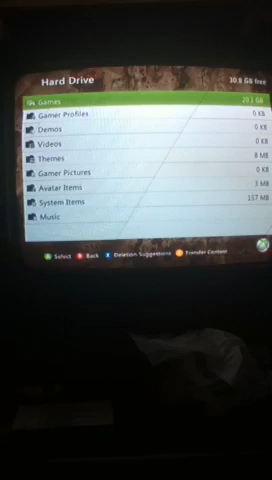 Hard Drive 10.8 GB free
Games 20.1 GB
Gamer Profiles 0 KB
Demos 0 KB
Videos 0 KB
Themes 8 MB
Gamer Pictures 0 KB
Avatar Items 3 MB
System Items 157 MB
Music
A Select B Back X Deletion Suggestions Y Transfer Content